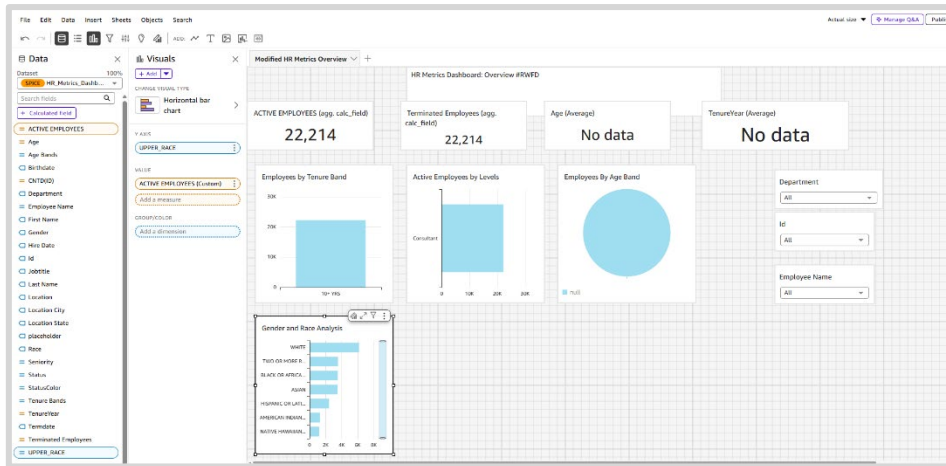 File Edit Data Insert Sheets Objects Search
Actual size
Manage Q&A
Publi
ADD:
Data
Dataset 100%
SPICE HR_Metrics_Dashb...
Search fields
+ Calculated field
ACTIVE EMPLOYEES
Age
Age Bands
Birthdate
CNTD(ID)
Department
Employee Name
First Name
Gender
Hire Date
Id
Jobtitle
Last Name
Location
Location City
Location State
placeholder
Race
Seniority
Status
StatusColor
Tenure Bands
TenureYear
Termdate
Terminated Employees
UPPER_RACE
Visuals
+ Add
CHANGE VISUAL TYPE
Horizontal bar
chart
Y AXIS
UPPER_RACE
VALUE
ACTIVE EMPLOYEES (Custom)
Add a measure
GROUP/COLOR
Add a dimension
Modified HR Metrics Overview
HR Metrics Dashboard: Overview #RWFD
ACTIVE EMPLOYEES (agg. calc_field)
22,214
Terminated Employees (agg.
calc_field)
22,214
Age (Average)
No data
TenureYear (Average)
No data
Employees by Tenure Band
30K
20K
10K
0
10+ YRS
Active Employees by Levels
Consultant
0 10K 20K 30K
Employees By Age Band
null
Department
All
Id
All
Employee Name
All
Gender and Race Analysis
WHITE
TWO OR MORE R...
BLACK OR AFRICA...
ASIAN
HISPANIC OR LATI...
AMERICAN INDIAN...
NATIVE HAWAIIAN...
0 2K 4K 6K 8K